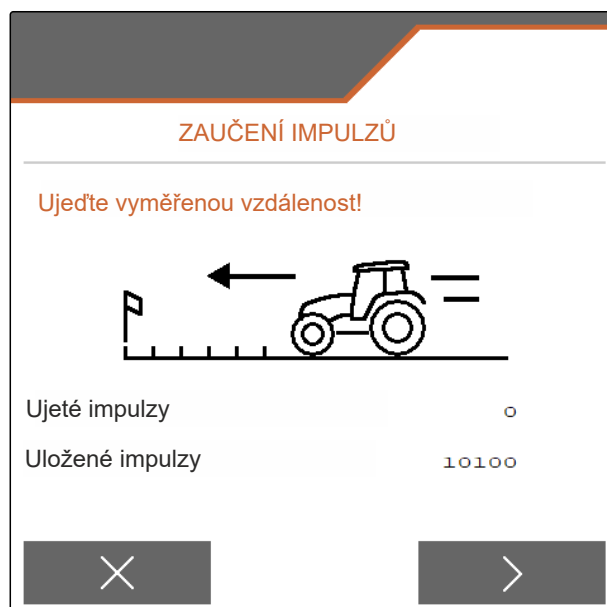 ZAUČENÍ IMPULZŮ
Ujeďte vyměřenou vzdálenost!
Ujeté impulzy 0
Uložené impulzy 10100